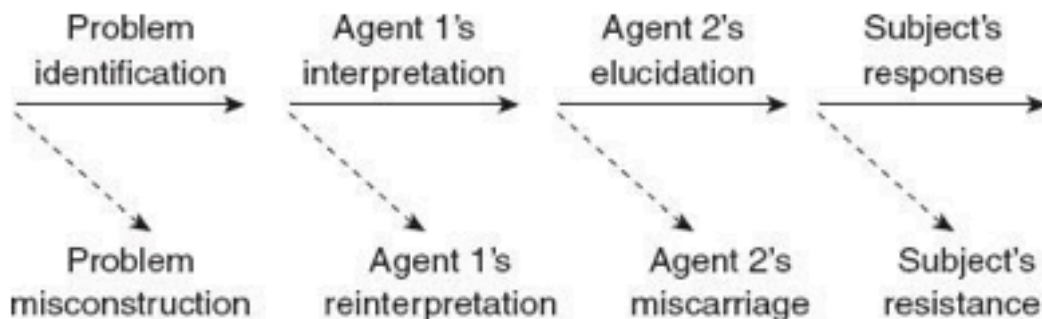 Problem
identification
Agent 1's
interpretation
Agent 2's
elucidation
Subject's
response
Problem
misconstruction
Agent 1's
reinterpretation
Agent 2's
miscarriage
Subject's
resistance